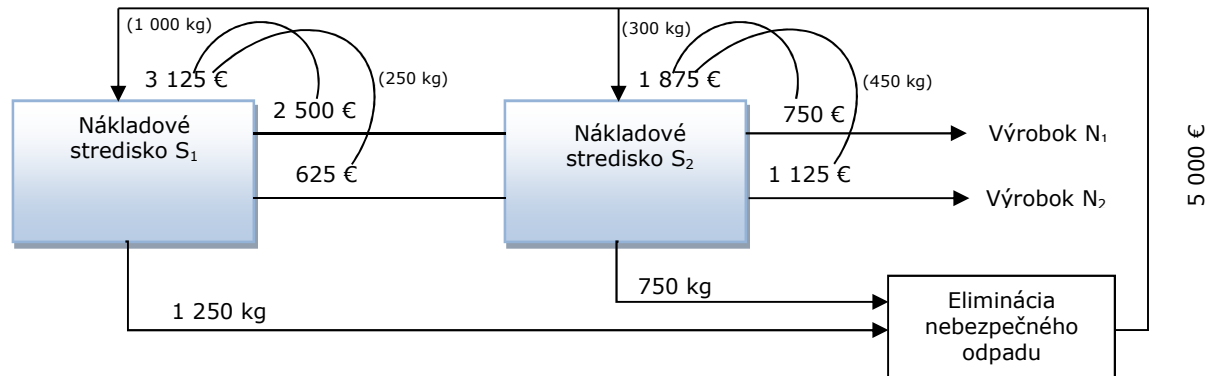 (1 000 kg)
(300 kg)
3 125 €
(250 kg)
1 875 €
(450 kg)
2 500 €
750 €
Nákladové
stredisko S₁
Nákladové
stredisko S₂
625 €
1 125 €
Výrobok N₁
Výrobok N₂
5 000 €
1 250 kg
750 kg
Eliminácia
nebezpečného
odpadu